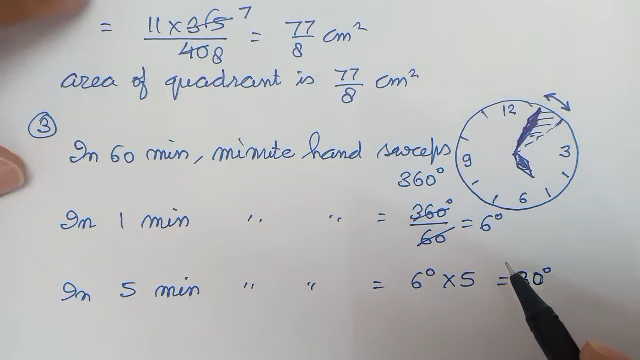 = 11 × 35 7 / 40 8 = 77/8 cm²
area of quadrant is 77/8 cm²
③
12
In 60 min, minute hand sweeps
9 3
360°
6
In 1 min " " = 360°/60 = 6°
In 5 min " " = 6° × 5 = 30°